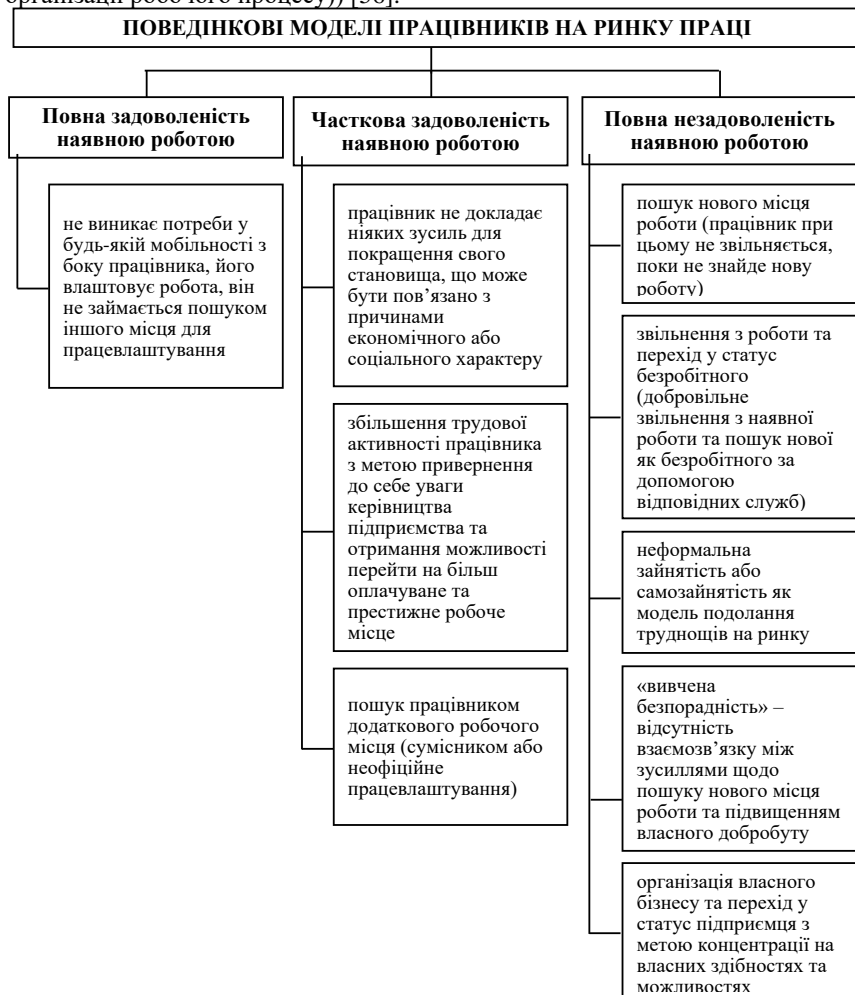 організації робочого процесу)) [38].
ПОВЕДІНКОВІ МОДЕЛІ ПРАЦІВНИКІВ НА РИНКУ ПРАЦІ
Повна задоволеність
наявною роботою
не виникає потреби у
будь-якій мобільності з
боку працівника, його
влаштовує робота, він
не займається пошуком
іншого місця для
працевлаштування
Часткова задоволеність
наявною роботою
працівник не докладає
ніяких зусиль для
покращення свого
становища, що може
бути пов’язано з
причинами
економічного або
соціального характеру
збільшення трудової
активності працівника
з метою привернення
до себе уваги
керівництва
підприємства та
отримання можливості
перейти на більш
оплачуване та
престижне робоче
місце
пошук працівником
додаткового робочого
місця (сумісником або
неофіційне
працевлаштування)
Повна незадоволеність
наявною роботою
пошук нового місця
роботи (працівник при
цьому не звільняється,
поки не знайде нову
роботу)
звільнення з роботи та
перехід у статус
безробітного
(добровільне
звільнення з наявної
роботи та пошук нової
як безробітного за
допомогою
відповідних служб)
неформальна
зайнятість або
самозайнятість як
модель подолання
труднощів на ринку
«вивчена
безпорадність» –
відсутність
взаємозв’язку між
зусиллями щодо
пошуку нового місця
роботи та підвищенням
власного добробуту
організація власного
бізнесу та перехід у
статус підприємця з
метою концентрації на
власних здібностях та
можливостях